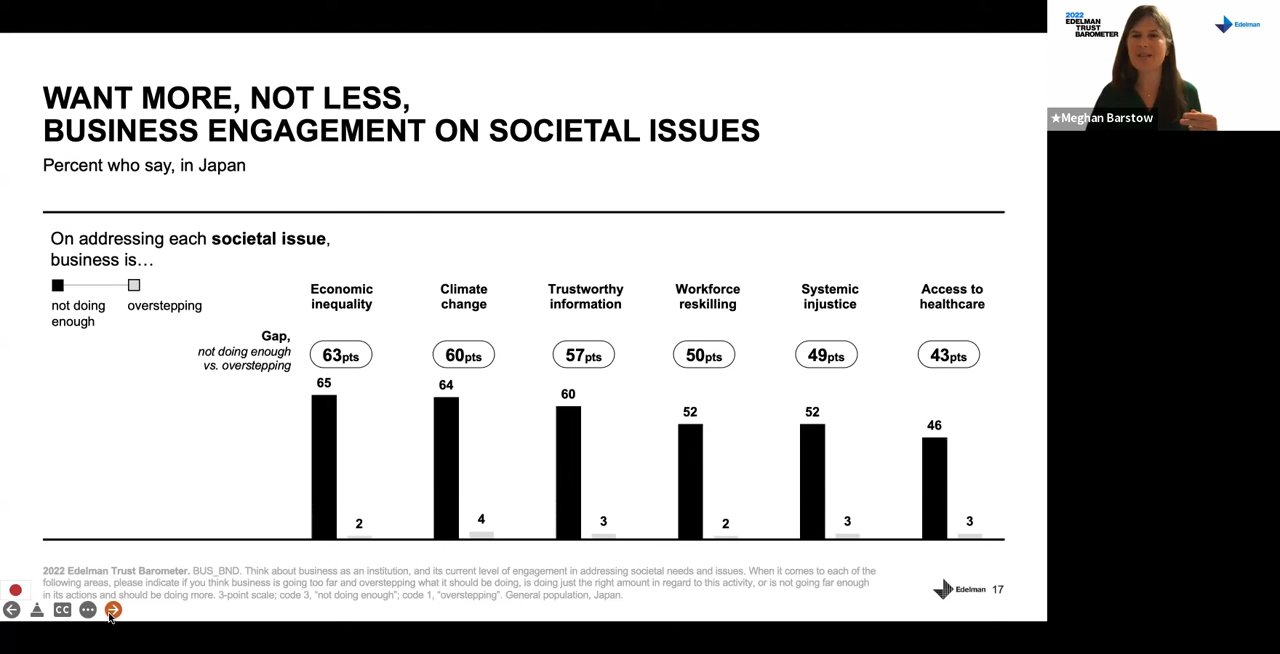 WANT MORE, NOT LESS,
BUSINESS ENGAGEMENT ON SOCIETAL ISSUES
Percent who say, in Japan
On addressing each societal issue,
business is…
not doing
enough
overstepping
Gap,
not doing enough
vs. overstepping
Economic
inequality
63pts
65
2
Climate
change
60pts
64
4
Trustworthy
information
57pts
60
3
Workforce
reskilling
50pts
52
2
Systemic
injustice
49pts
52
3
Access to
healthcare
43pts
46
3
2022 Edelman Trust Barometer. BUS_BND. Think about business as an institution, and its current level of engagement in addressing societal needs and issues. When it comes to each of the
following areas, please indicate if you think business is going too far and overstepping what it should be doing, is doing just the right amount in regard to this activity, or is not going far enough
in its actions and should be doing more. 3-point scale; code 3, “not doing enough”; code 1, “overstepping”. General population, Japan.
Edelman 17
CC
2022
EDELMAN
TRUST
BAROMETER
Edelman
★Meghan Barstow